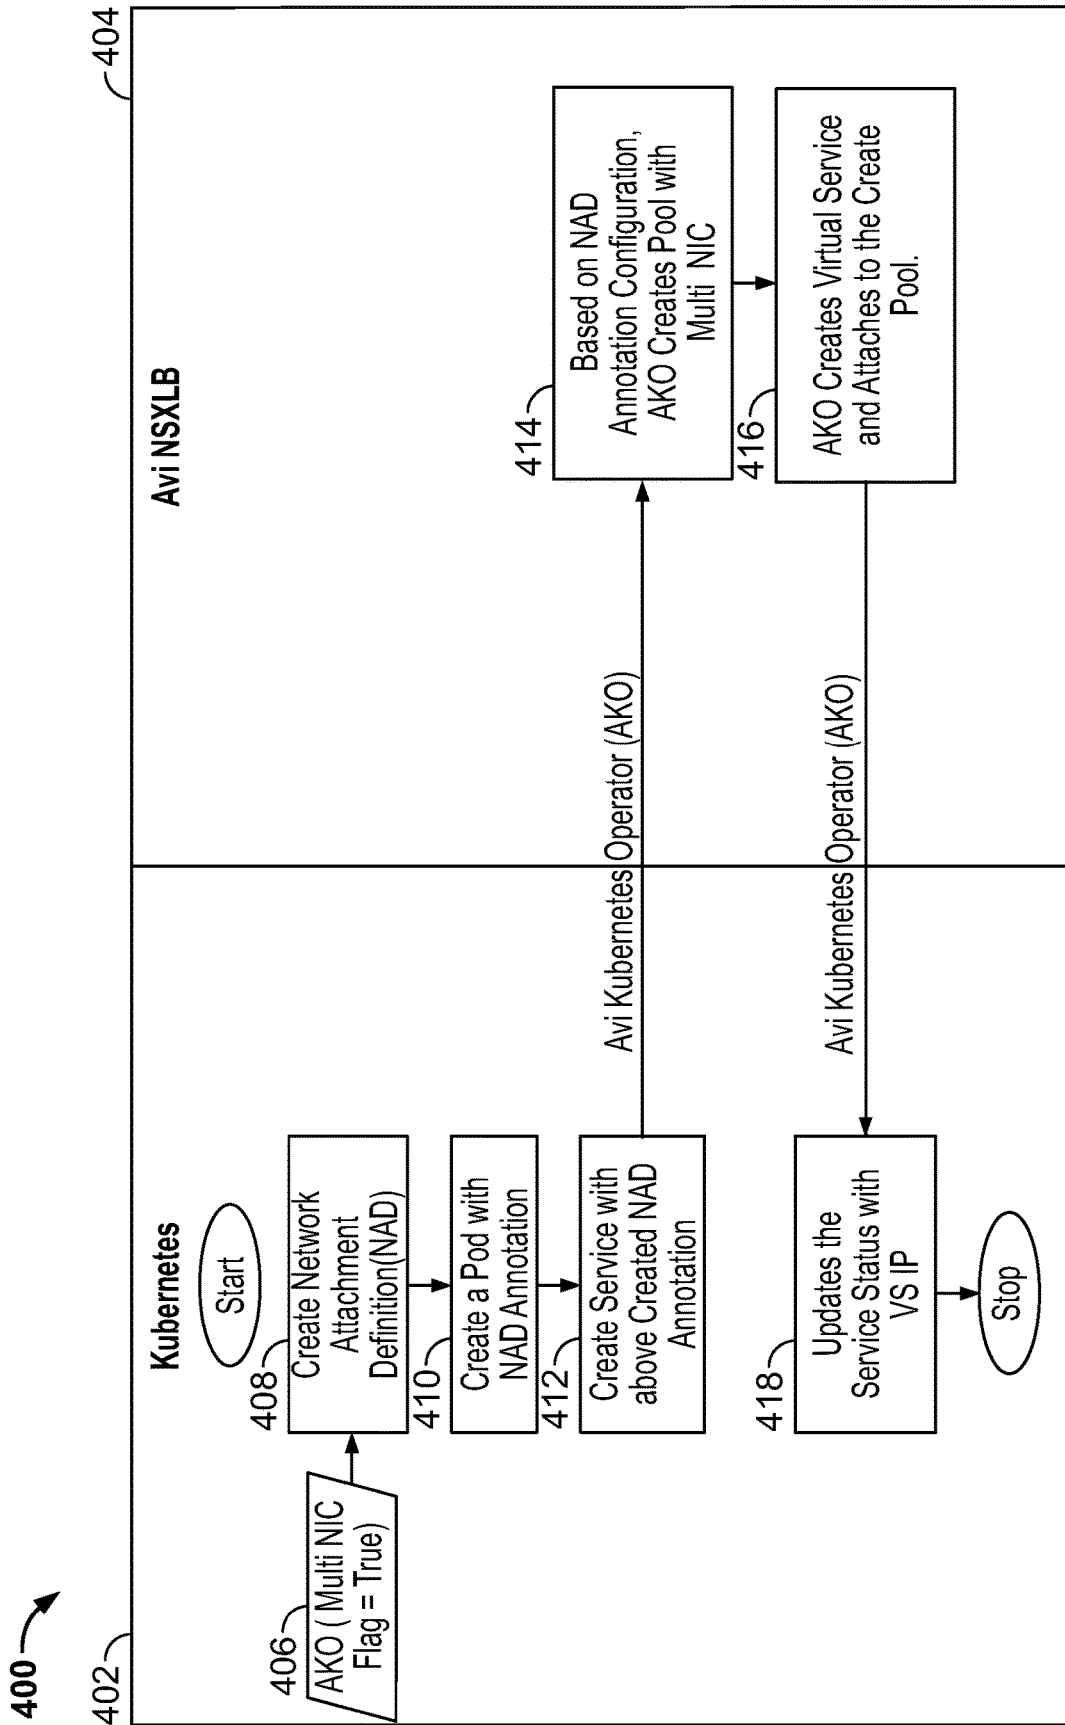 400
402
404
Kubernetes
Avi NSXLB
Start
406
AKO ( Multi NIC
Flag = True)
408
Create Network
Attachment
Definition(NAD)
410
Create a Pod with
NAD Annotation
412
Create Service with
above Created NAD
Annotation
Avi Kubernetes Operator (AKO)
414
Based on NAD
Annotation Configuration,
AKO Creates Pool with
Multi NIC
416
AKO Creates Virtual Service
and Attaches to the Create
Pool.
Avi Kubernetes Operator (AKO)
418
Updates the
Service Status with
VS IP
Stop